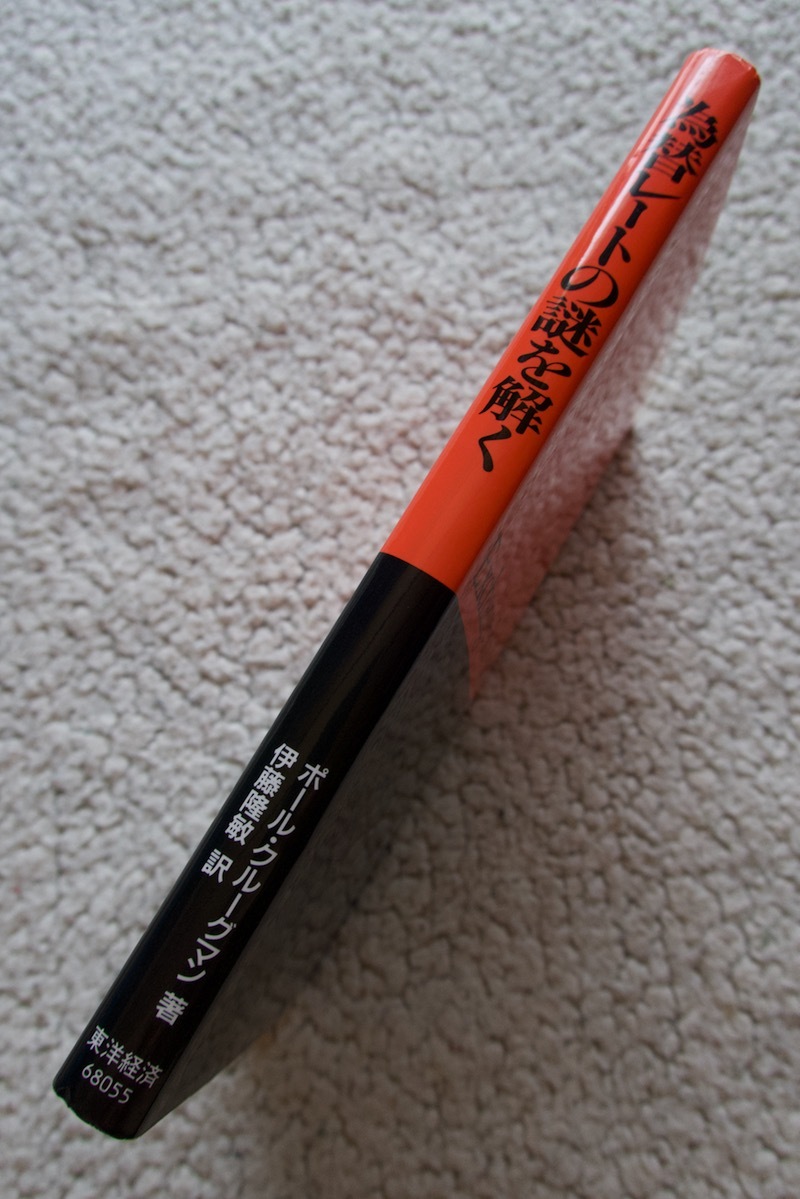 為替レートの謎を解く
ポール・クルーグマン 著
伊藤隆敏 訳
東洋経済
68055